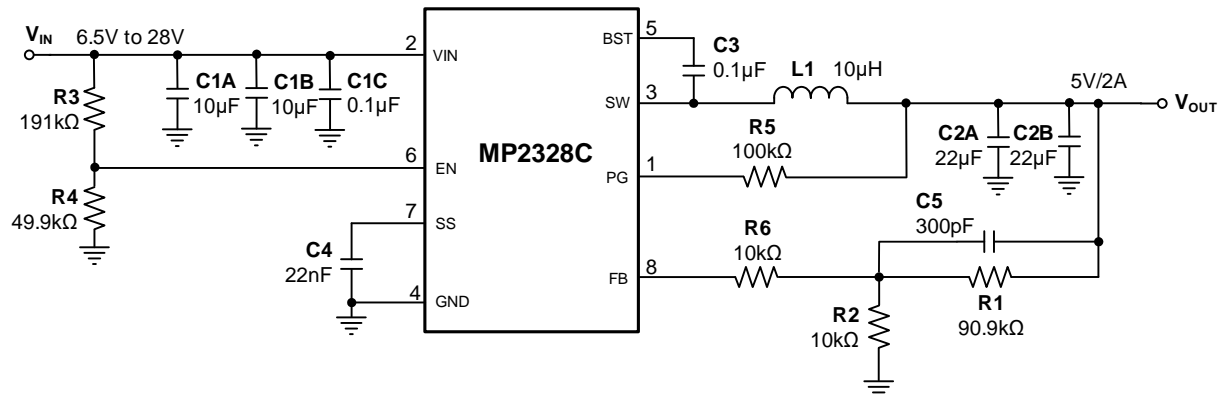 V_IN 6.5V to 28V
R3
191kΩ
C1A
10µF
C1B
10µF
C1C
0.1µF
R4
49.9kΩ
C4
22nF
2 VIN
6 EN
7 SS
4 GND
MP2328C
BST 5
SW 3
PG 1
FB 8
C3
0.1µF
L1 10µH
R5
100kΩ
5V/2A
V_OUT
C2A
22µF
C2B
22µF
C5
300pF
R6
10kΩ
R2
10kΩ
R1
90.9kΩ